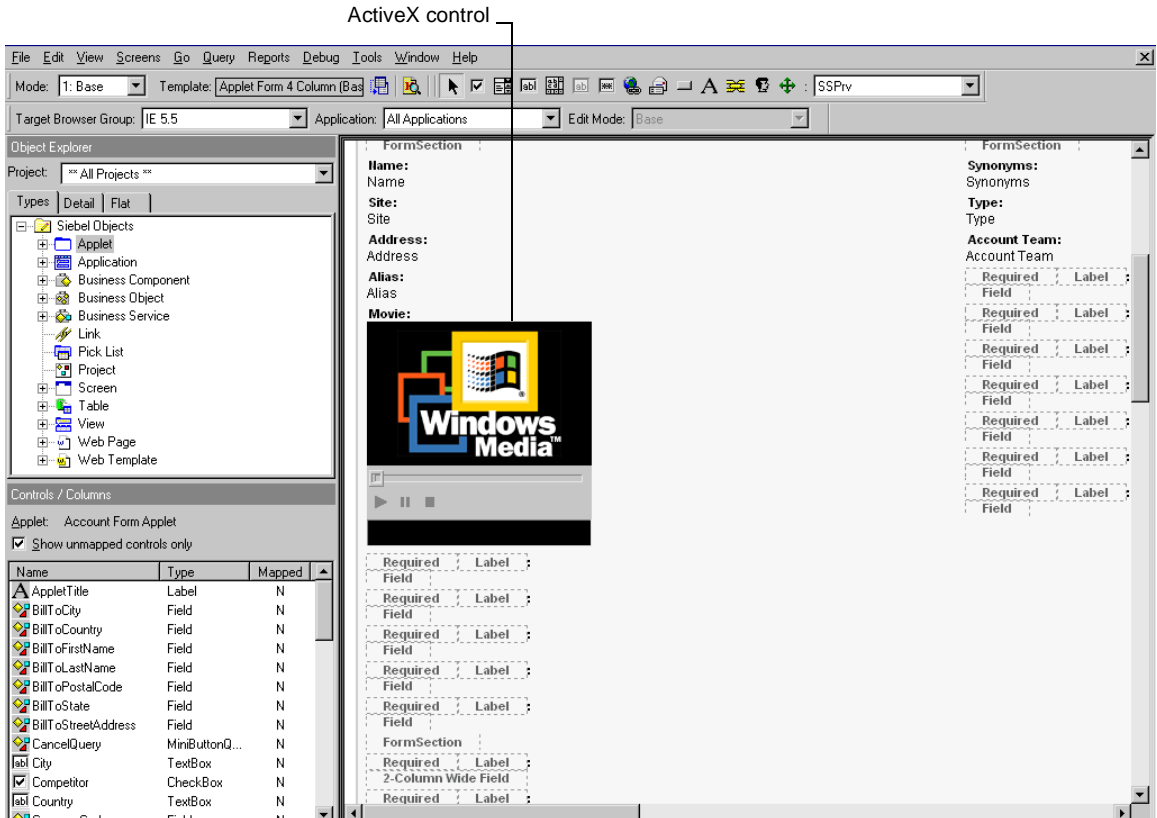 ActiveX control
File Edit View Screens Go Query Reports Debug Tools Window Help
Mode: 1: Base Template: Applet Form 4 Column (Bas A : SSPrv
Target Browser Group: IE 5.5 Application: All Applications Edit Mode: Base
Object Explorer
Project: ** All Projects **
Types Detail Flat
Siebel Objects
Applet
Application
Business Component
Business Object
Business Service
Link
Pick List
Project
Screen
Table
View
Web Page
Web Template
Controls / Columns
Applet: Account Form Applet
Show unmapped controls only
Name Type Mapped
AppletTitle Label N
BillToCity Field N
BillToCountry Field N
BillToFirstName Field N
BillToLastName Field N
BillToPostalCode Field N
BillToState Field N
BillToStreetAddress Field N
CancelQuery MiniButtonQ... N
City TextBox N
Competitor CheckBox N
Country TextBox N
FormSection
Name:
Name
Site:
Site
Address:
Address
Alias:
Alias
Movie:
Windows
Media™
Required Label :
Field
Required Label :
Field
Required Label :
Field
Required Label :
Field
Required Label :
Field
FormSection
Required Label :
2-Column Wide Field
Required Label :
FormSection
Synonyms:
Synonyms
Type:
Type
Account Team:
Account Team
Required Label :
Field
Required Label :
Field
Required Label :
Field
Required Label :
Field
Required Label :
Field
Required Label :
Field
Required Label :
Field